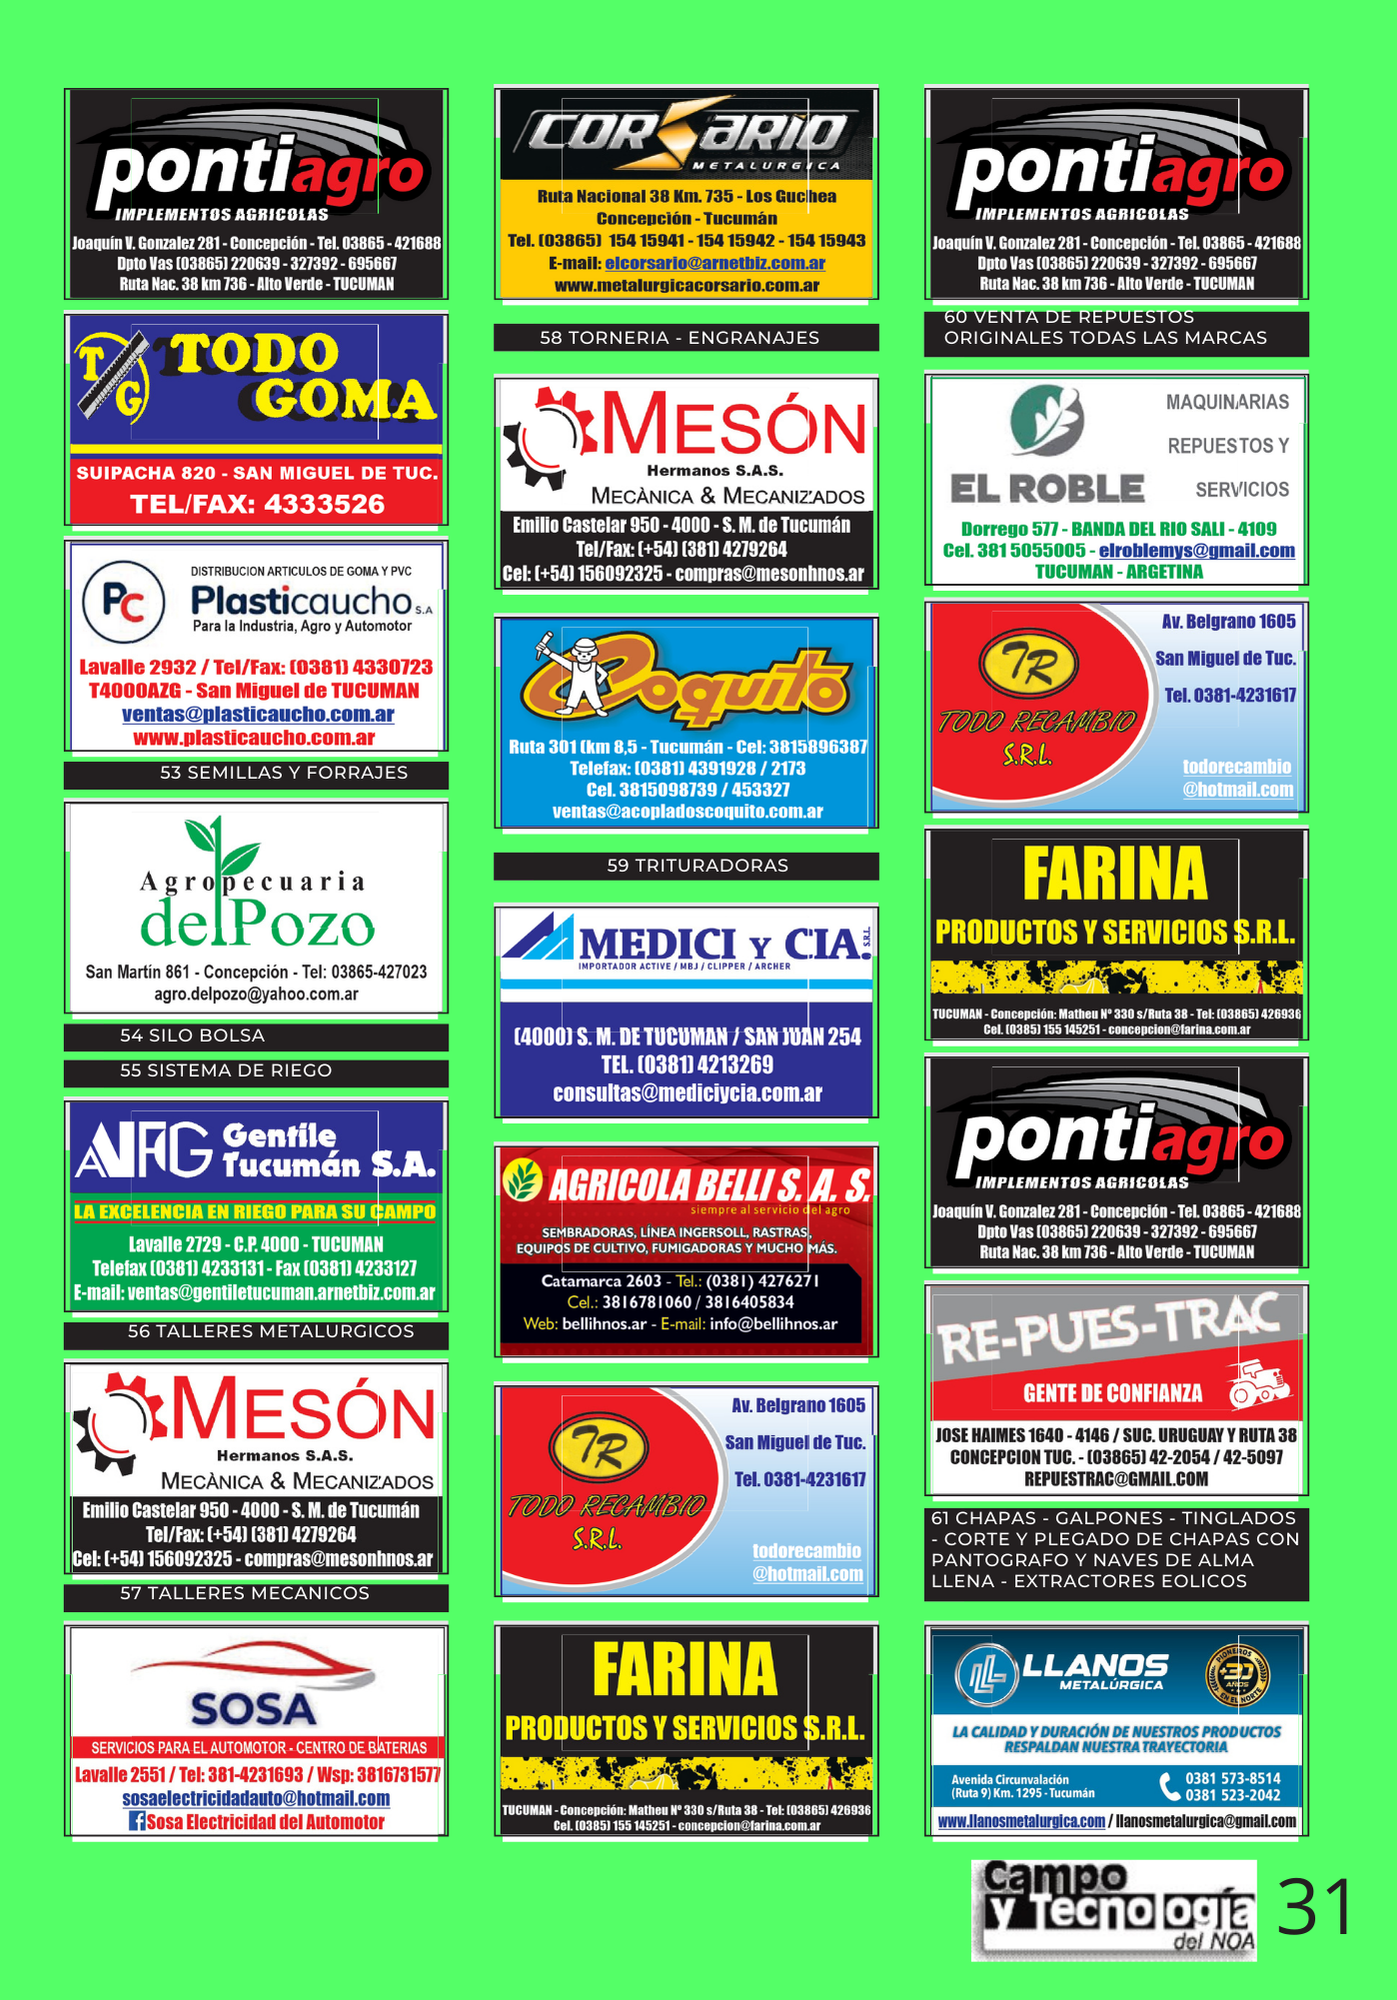 pontiagro
IMPLEMENTOS AGRICOLAS
Joaquín V. Gonzalez 281 - Concepción - Tel. 03865 - 421688
Dpto Vas (03865) 220639 - 327392 - 695667
Ruta Nac. 38 km 736 - Alto Verde - TUCUMAN
TG TODO
GOMA
SUIPACHA 820 - SAN MIGUEL DE TUC.
TEL/FAX: 4333526
PC
DISTRIBUCION ARTICULOS DE GOMA Y PVC
Plasticaucho S.A
Para la Industria, Agro y Automotor
Lavalle 2932 / Tel/Fax: (0381) 4330723
T4000AZG - San Miguel de TUCUMAN
ventas@plasticaucho.com.ar
www.plasticaucho.com.ar
53 SEMILLAS Y FORRAJES
Agropecuaria
delPozo
San Martín 861 - Concepción - Tel: 03865-427023
agro.delpozo@yahoo.com.ar
54 SILO BOLSA
55 SISTEMA DE RIEGO
Gentile
Tucumán S.A.
LA EXCELENCIA EN RIEGO PARA SU CAMPO
Lavalle 2729 - C.P. 4000 - TUCUMAN
Telefax (0381) 4233131 - Fax (0381) 4233127
E-mail: ventas@gentiletucuman.arnetbiz.com.ar
56 TALLERES METALURGICOS
MESÓN
Hermanos S.A.S.
MECÀNICA & MECANIZADOS
Emilio Castelar 950 - 4000 - S. M. de Tucumán
Tel/Fax: (+54) (381) 4279264
Cel: (+54) 156092325 - compras@mesonhnos.ar
57 TALLERES MECANICOS
SOSA
SERVICIOS PARA EL AUTOMOTOR - CENTRO DE BATERIAS
Lavalle 2551 / Tel: 381-4231693 / Wsp: 3816731577
sosaelectricidadauto@hotmail.com
f Sosa Electricidad del Automotor
CORSARIO
METALURGICA
Ruta Nacional 38 Km. 735 - Los Guchea
Concepción - Tucumán
Tel. (03865) 154 15941 - 154 15942 - 154 15943
E-mail: elcorsario@arnetbiz.com.ar
www.metalurgicacorsario.com.ar
58 TORNERIA - ENGRANAJES
MESÓN
Hermanos S.A.S.
MECÀNICA & MECANIZADOS
Emilio Castelar 950 - 4000 - S. M. de Tucumán
Tel/Fax: (+54) (381) 4279264
Cel: (+54) 156092325 - compras@mesonhnos.ar
Coquito
Ruta 301 (km 8,5 - Tucumán - Cel: 3815896387
Telefax: (0381) 4391928 / 2173
Cel. 3815098739 / 453327
ventas@acopladoscoquito.com.ar
59 TRITURADORAS
MEDICI Y CIA. S.R.L.
IMPORTADOR ACTIVE / MBJ / CLIPPER / ARCHER
(4000) S. M. DE TUCUMAN / SAN JUAN 254
TEL. (0381) 4213269
consultas@mediciycia.com.ar
AGRICOLA BELLI S. A. S.
siempre al servicio del agro
SEMBRADORAS, LÍNEA INGERSOLL, RASTRAS,
EQUIPOS DE CULTIVO, FUMIGADORAS Y MUCHO MÁS.
Catamarca 2603 - Tel.: (0381) 4276271
Cel.: 3816781060 / 3816405834
Web: bellihnos.ar - E-mail: info@bellihnos.ar
TR
TODO RECAMBIO
S.R.L.
Av. Belgrano 1605
San Miguel de Tuc.
Tel. 0381-4231617
todorecambio
@hotmail.com
FARINA
PRODUCTOS Y SERVICIOS S.R.L.
TUCUMAN - Concepción: Matheu Nº 330 s/Ruta 38 - Tel: (03865) 426936
Cel. (0385) 155 145251 - concepcion@farina.com.ar
pontiagro
IMPLEMENTOS AGRICOLAS
Joaquín V. Gonzalez 281 - Concepción - Tel. 03865 - 421688
Dpto Vas (03865) 220639 - 327392 - 695667
Ruta Nac. 38 km 736 - Alto Verde - TUCUMAN
60 VENTA DE REPUESTOS
ORIGINALES TODAS LAS MARCAS
EL ROBLE
MAQUINARIAS
REPUESTOS Y
SERVICIOS
Dorrego 577 - BANDA DEL RIO SALI - 4109
Cel. 381 5055005 - elroblemys@gmail.com
TUCUMAN - ARGETINA
TR
TODO RECAMBIO
S.R.L.
Av. Belgrano 1605
San Miguel de Tuc.
Tel. 0381-4231617
todorecambio
@hotmail.com
FARINA
PRODUCTOS Y SERVICIOS S.R.L.
TUCUMAN - Concepción: Matheu Nº 330 s/Ruta 38 - Tel: (03865) 426936
Cel. (0385) 155 145251 - concepcion@farina.com.ar
pontiagro
IMPLEMENTOS AGRICOLAS
Joaquín V. Gonzalez 281 - Concepción - Tel. 03865 - 421688
Dpto Vas (03865) 220639 - 327392 - 695667
Ruta Nac. 38 km 736 - Alto Verde - TUCUMAN
RE-PUES-TRAC
GENTE DE CONFIANZA
JOSE HAIMES 1640 - 4146 / SUC. URUGUAY Y RUTA 38
CONCEPCION TUC. - (03865) 42-2054 / 42-5097
REPUESTRAC@GMAIL.COM
61 CHAPAS - GALPONES - TINGLADOS
- CORTE Y PLEGADO DE CHAPAS CON
PANTOGRAFO Y NAVES DE ALMA
LLENA - EXTRACTORES EOLICOS
LLANOS
METALÚRGICA
PIONEROS
+30
AÑOS
EN EL NORTE
LA CALIDAD Y DURACIÓN DE NUESTROS PRODUCTOS
RESPALDAN NUESTRA TRAYECTORIA
Avenida Circunvalación
(Ruta 9) Km. 1295 - Tucumán
0381 573-8514
0381 523-2042
www.llanosmetalurgica.com / llanosmetalurgica@gmail.com
Campo
y Tecnología
del NOA
31